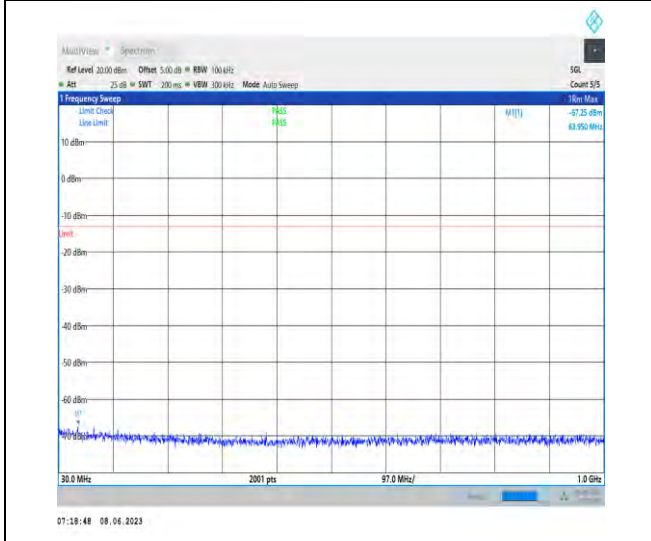 MultiView Spectrum
Ref Level 20.00 dBm Offset 5.00 dB RBW 100 kHz SGL
Att 25 dB SWT 200 ms VBW 300 kHz Mode Auto Sweep Count 5/5
1 Frequency Sweep 1Rm Max
Limit Check PASS M1[1] -67.25 dBm
Line Limit PASS 63.950 MHz
10 dBm
0 dBm
-10 dBm
Limit
-20 dBm
-30 dBm
-40 dBm
-50 dBm
-60 dBm
M1
-70 dBm
30.0 MHz 2001 pts 97.0 MHz/ 1.0 GHz
07:18:48 08.06.2023